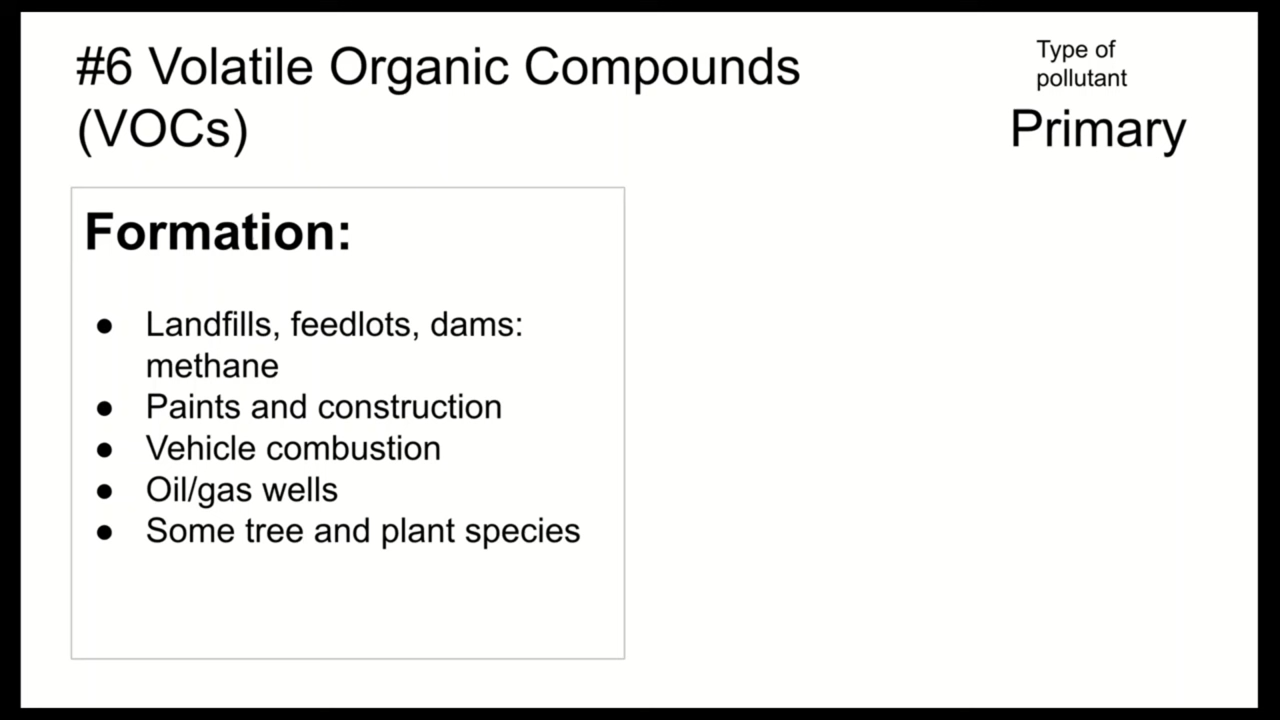 #6 Volatile Organic Compounds
(VOCs)
Type of
pollutant
Primary
Formation:
● Landfills, feedlots, dams:
methane
● Paints and construction
● Vehicle combustion
● Oil/gas wells
● Some tree and plant species